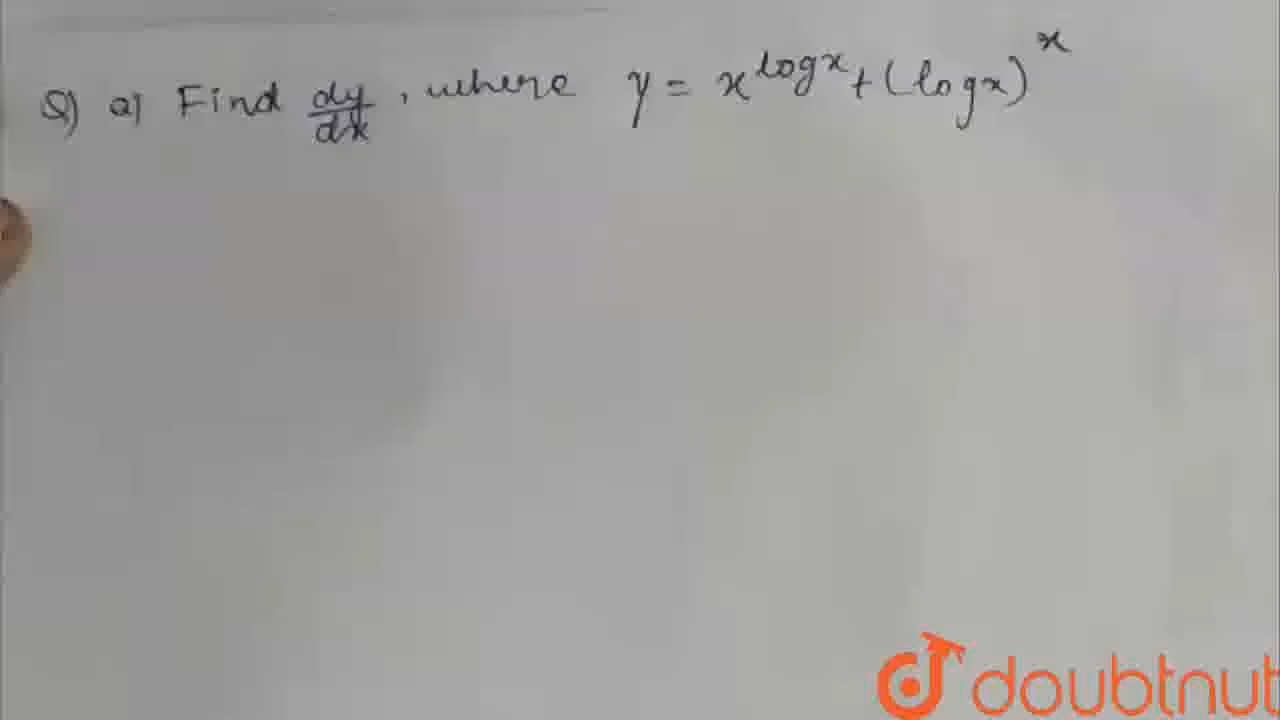 Q) a) Find dy/dx, where y = x^{log x} + (log x)^x
doubtnut